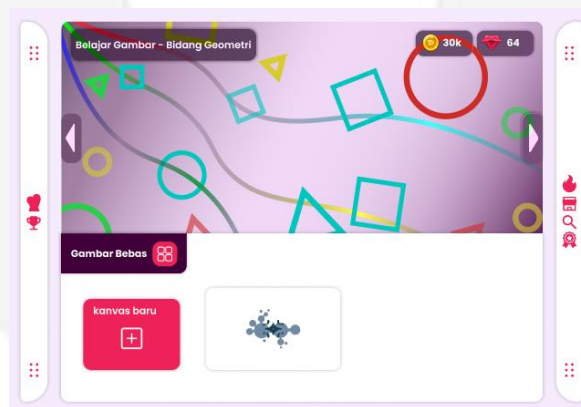 Belajar Gambar - Bidang Geometri
30k
64
Gambar Bebas
kanvas baru